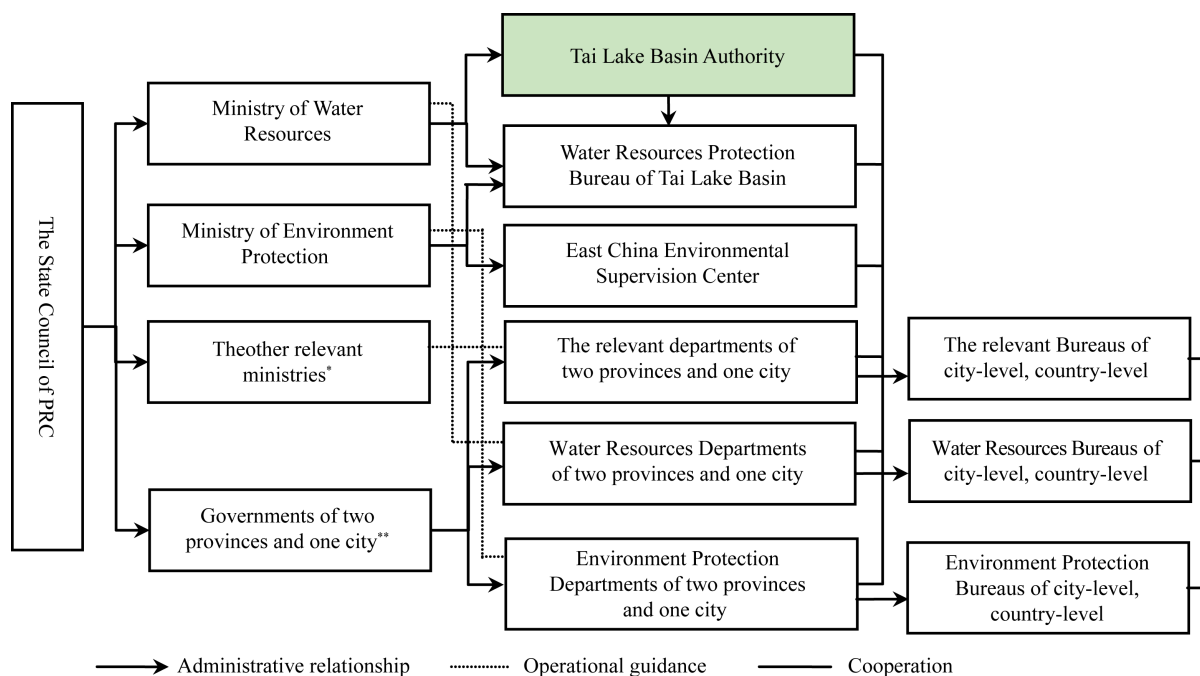 The State Council of PRC
Ministry of Water
Resources
Ministry of Environment
Protection
Theother relevant
ministries*
Governments of two
provinces and one city**
Tai Lake Basin Authority
Water Resources Protection
Bureau of Tai Lake Basin
East China Environmental
Supervision Center
The relevant departments of
two provinces and one city
Water Resources Departments
of two provinces and one city
Environment Protection
Departments of two provinces
and one city
The relevant Bureaus of
city-level, country-level
Water Resources Bureaus of
city-level, country-level
Environment Protection
Bureaus of city-level,
country-level
Administrative relationship
Operational guidance
Cooperation